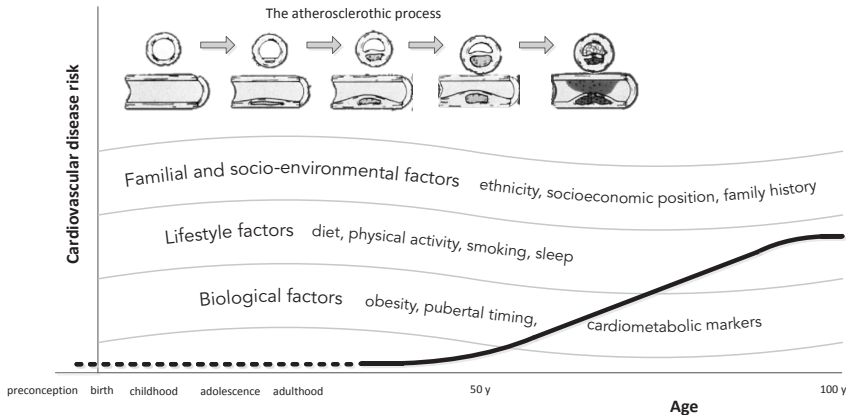 The atherosclerothic process
Cardiovascular disease risk
Familial and socio-environmental factors ethnicity, socioeconomic position, family history
Lifestyle factors diet, physical activity, smoking, sleep
Biological factors obesity, pubertal timing, cardiometabolic markers
preconception birth childhood adolescence adulthood 50 y 100 y
Age